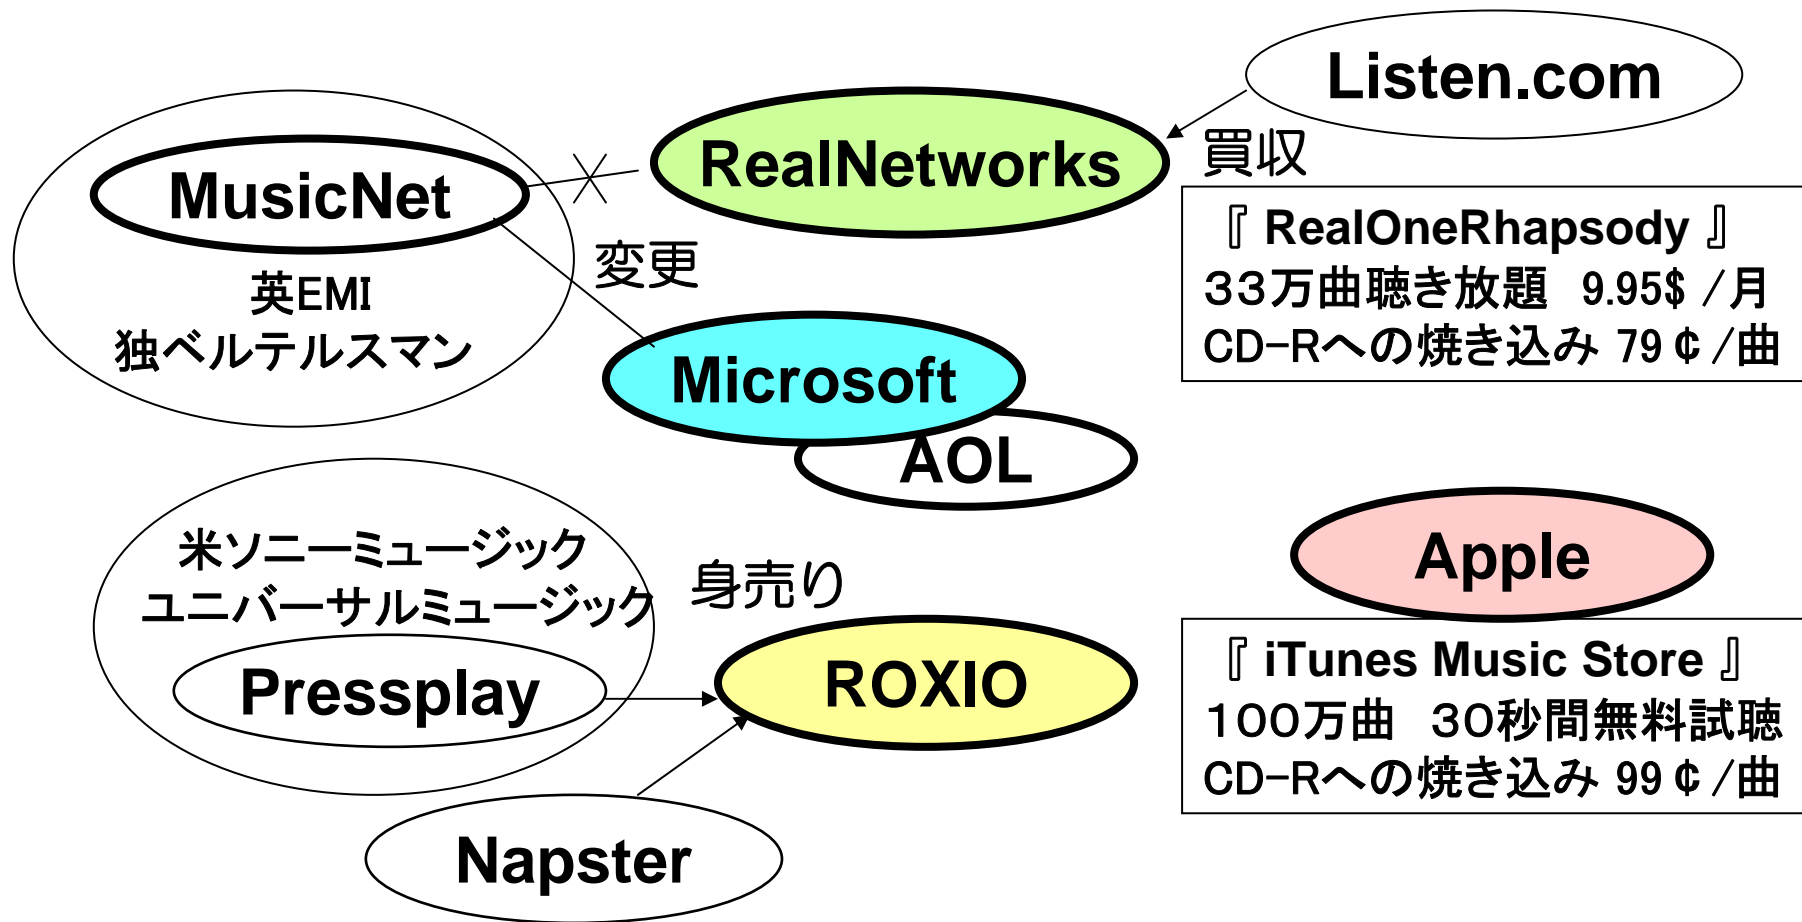 Listen.com
RealNetworks
買収
MusicNet
『 RealOneRhapsody 』
３３万曲聴き放題　9.95$ /月
CD-Rへの焼き込み 79￠/曲
変更
英EMI
独ベルテルスマン
Microsoft
AOL
米ソニーミュージック
ユニバーサルミュージック
身売り
Apple
Pressplay
ROXIO
『 iTunes Music Store 』
１００万曲　３０秒間無料試聴
CD-Rへの焼き込み 99￠/曲
Napster